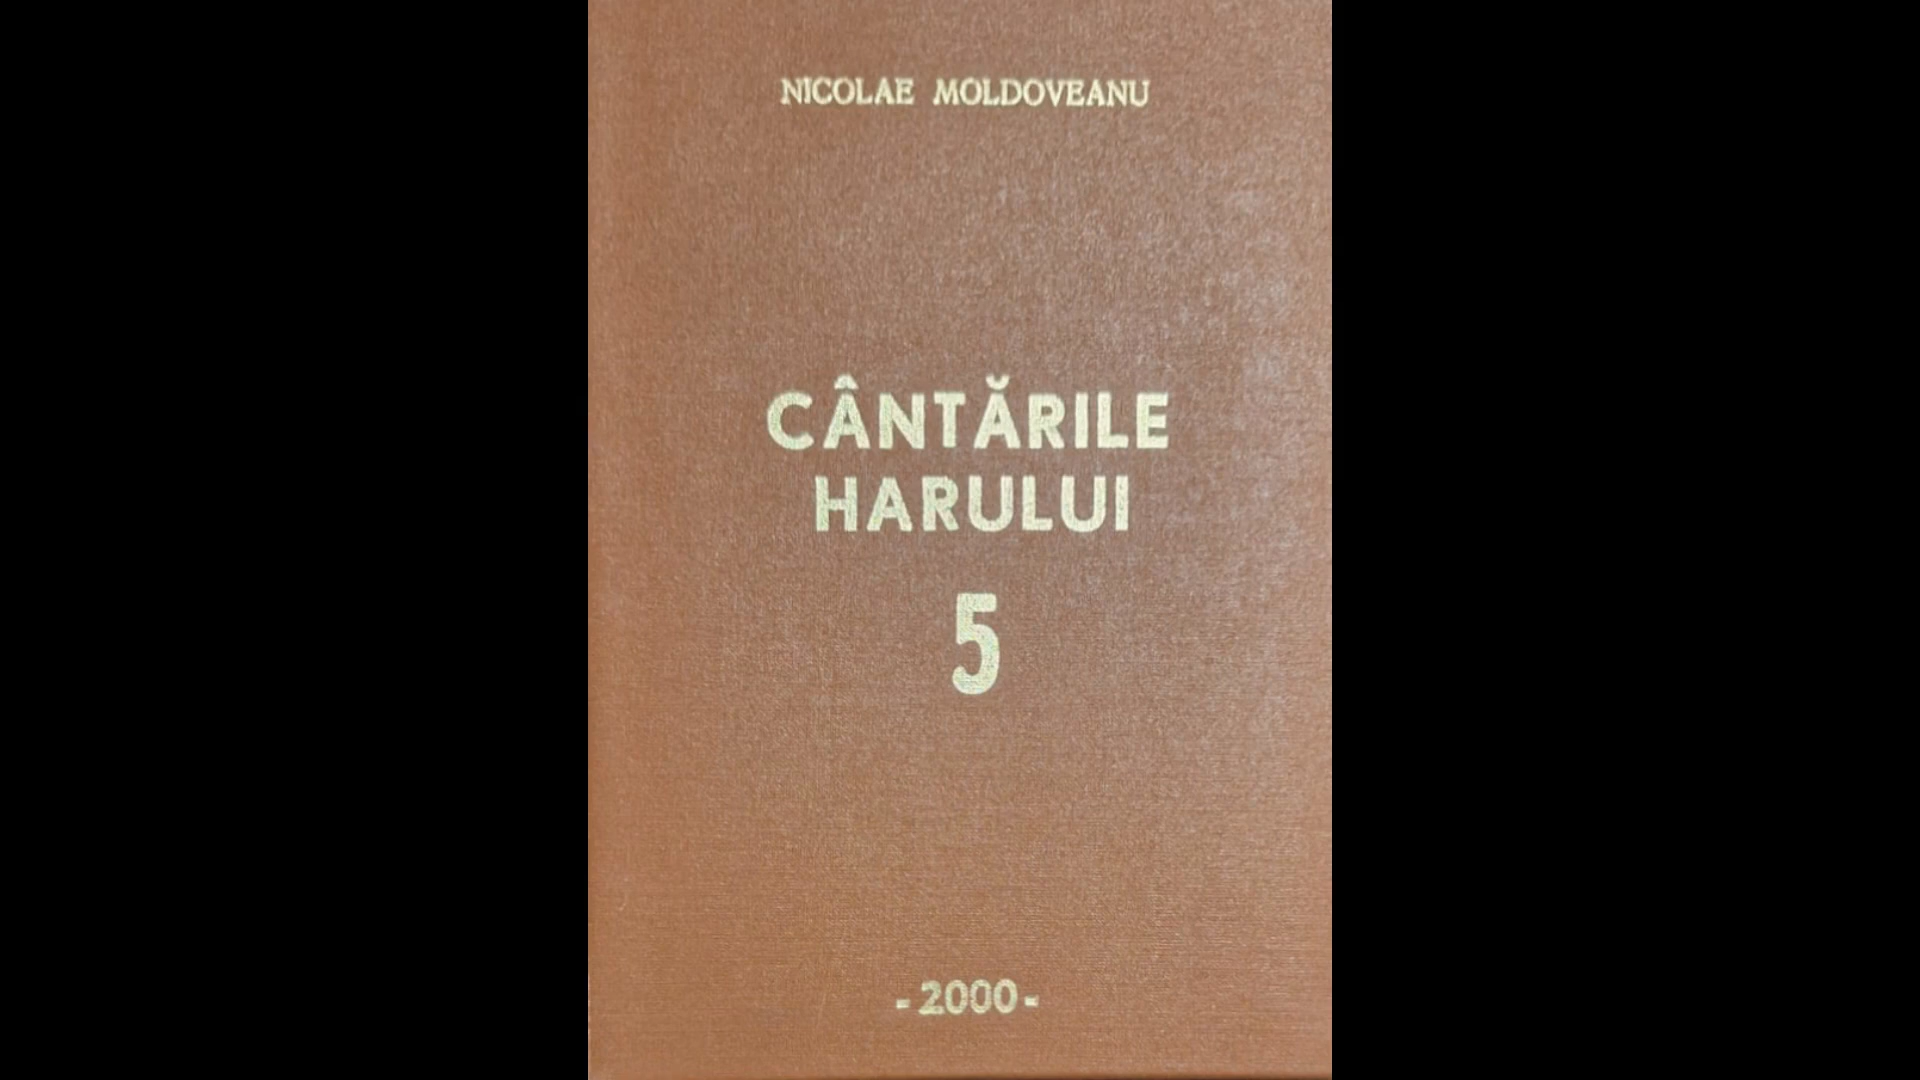 NICOLAE MOLDOVEANU
CÂNTĂRILE
HARULUI
5
- 2000 -